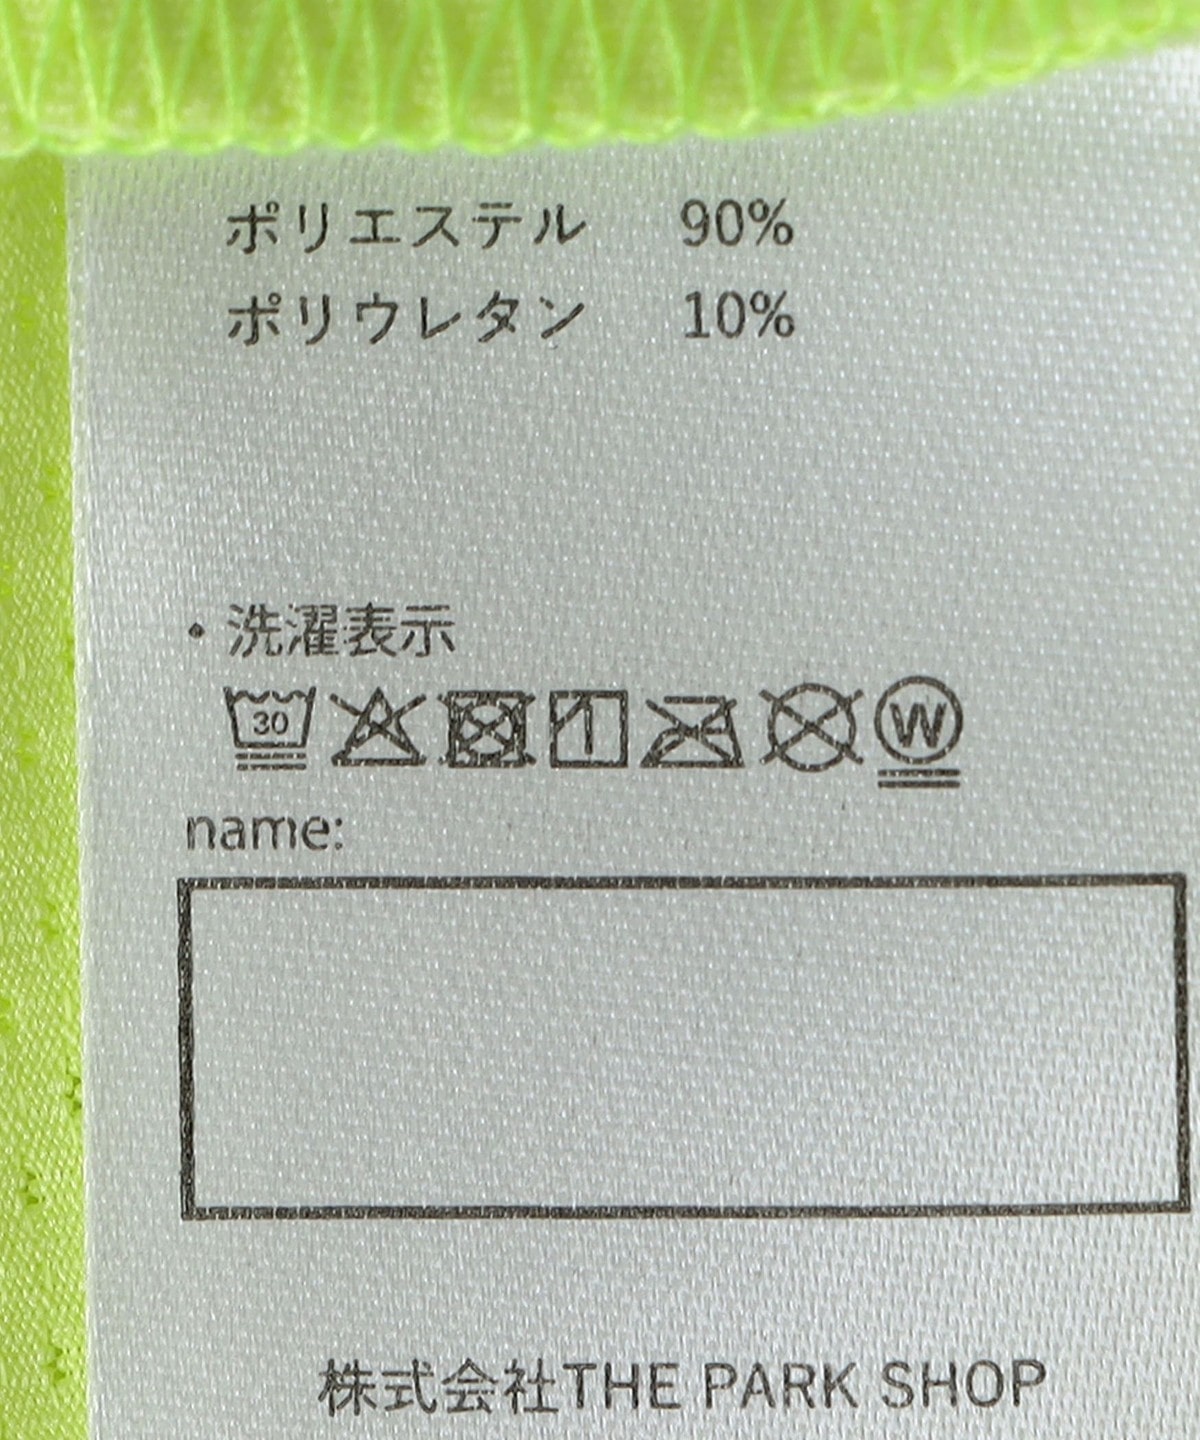 ポリエステル 90%
ポリウレタン 10%
・洗濯表示
30 W
name:
株式会社THE PARK SHOP